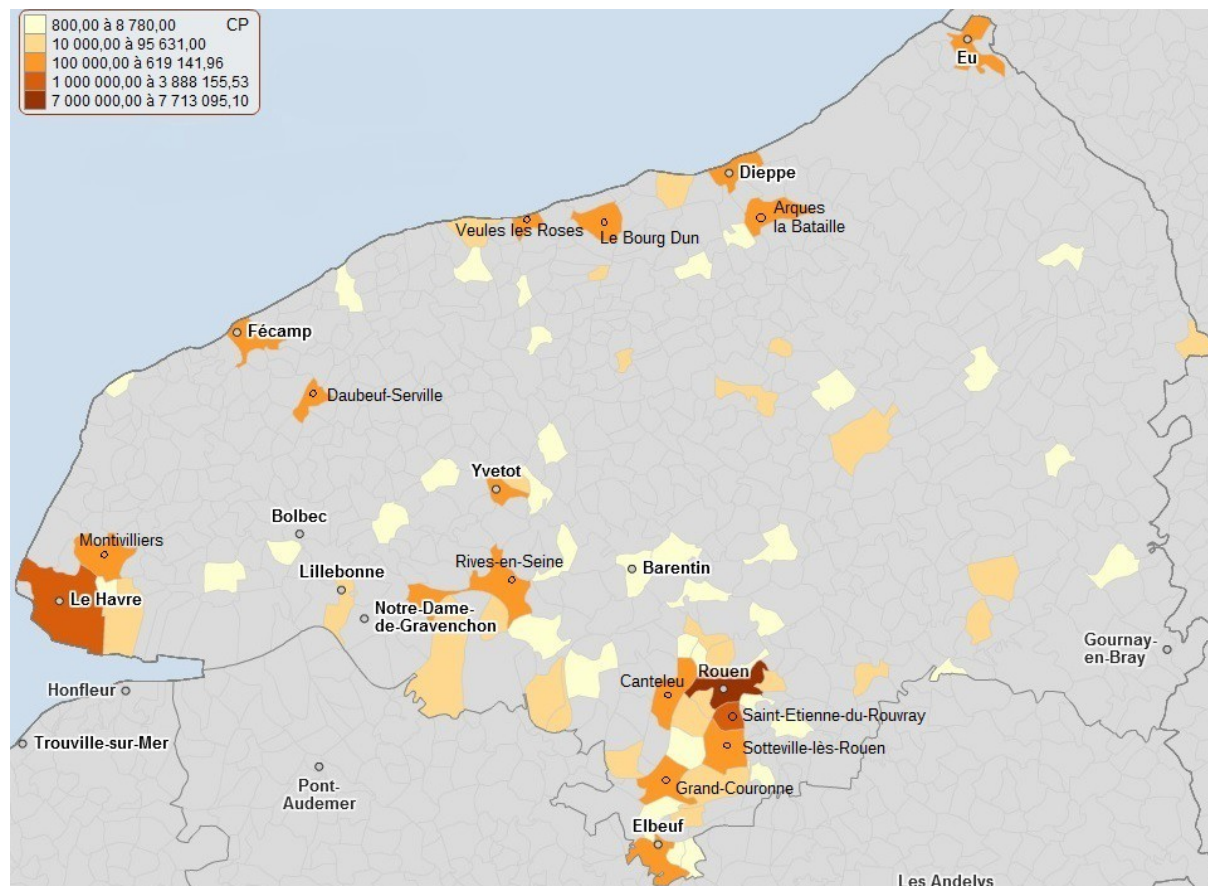 800,00 à 8 780,00 CP
10 000,00 à 95 631,00
100 000,00 à 619 141,96
1 000 000,00 à 3 888 155,53
7 000 000,00 à 7 713 095,10
Eu
Dieppe
Arques
la Bataille
Veules les Roses
Le Bourg Dun
Fécamp
Daubeuf-Serville
Yvetot
Bolbec
Montivilliers
Rives-en-Seine
Barentin
Lillebonne
Le Havre
Notre-Dame-
de-Gravenchon
Gournay-
en-Bray
Rouen
Canteleu
Honfleur
Saint-Etienne-du-Rouvray
Trouville-sur-Mer
Sotteville-lès-Rouen
Pont-
Audemer
Grand-Couronne
Elbeuf
Les Andelys